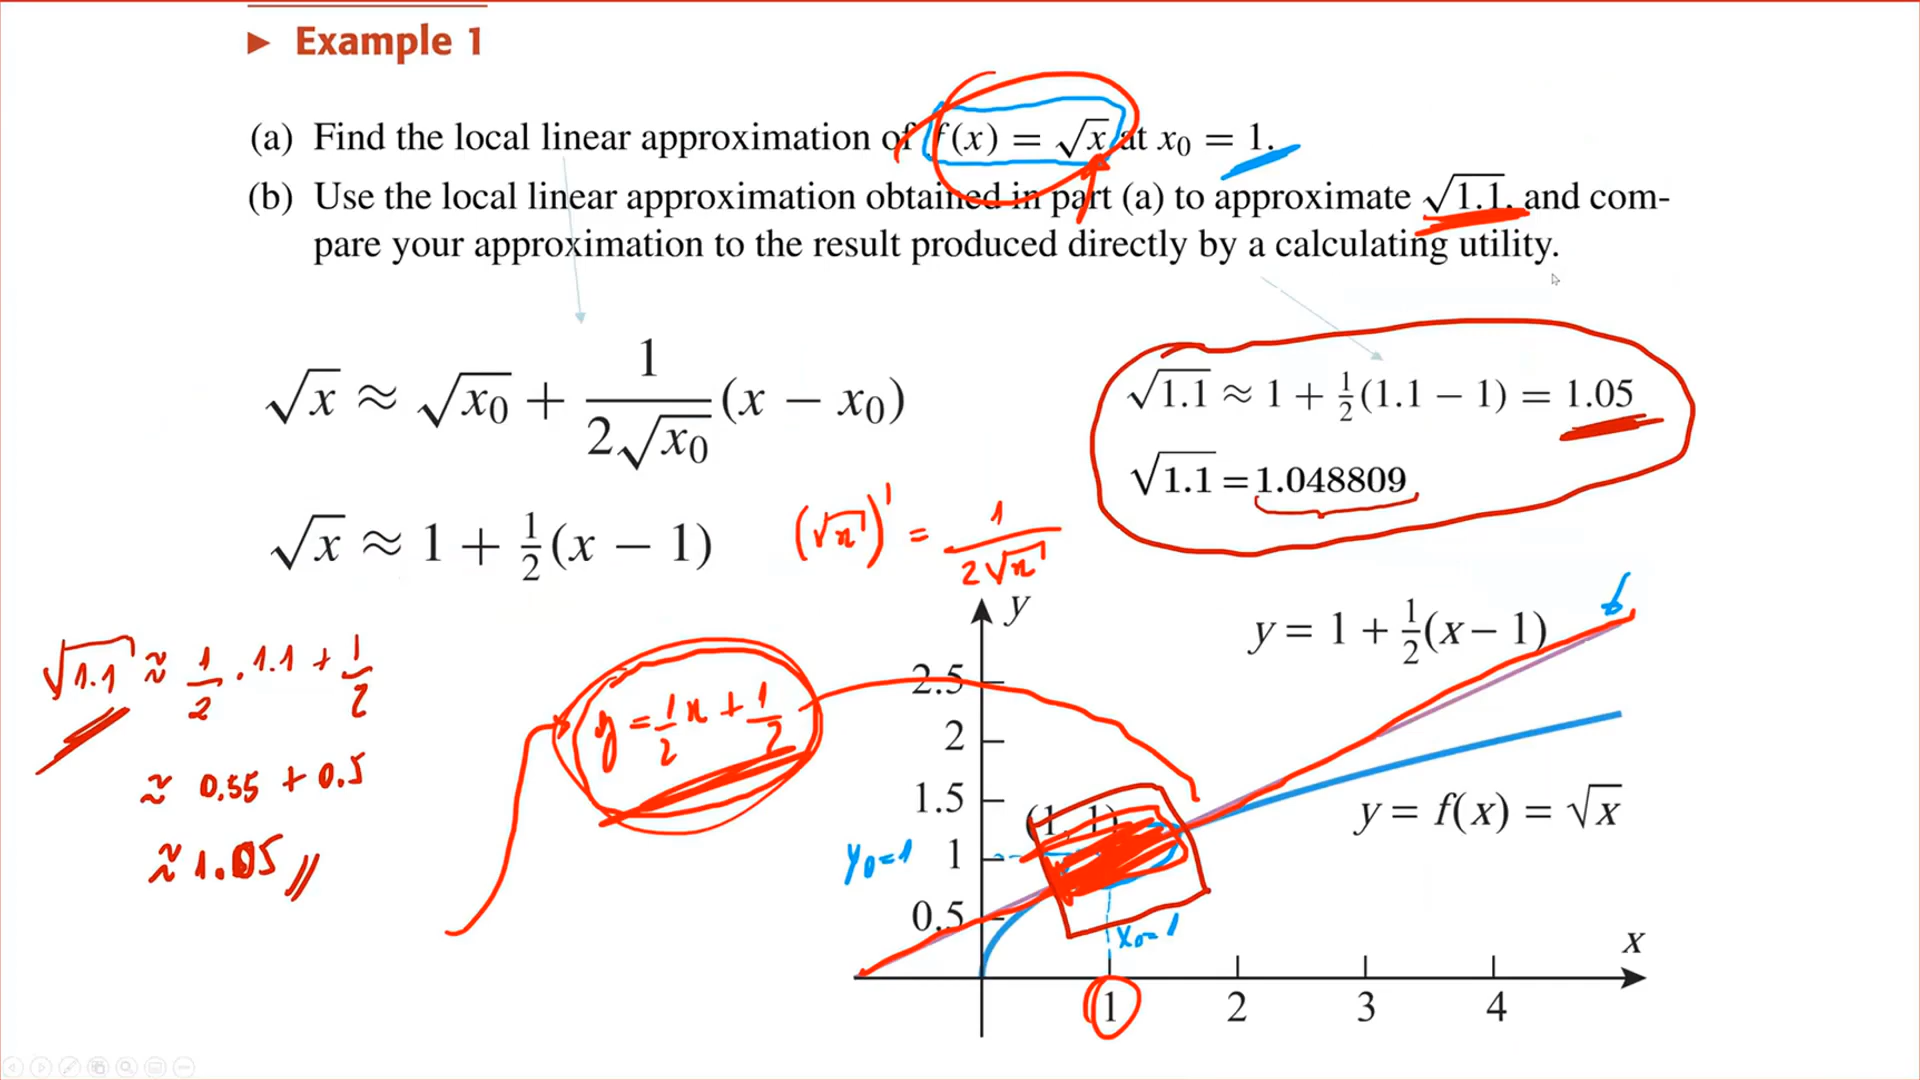 Example 1
(a) Find the local linear approximation of f(x) = √x at x₀ = 1.
(b) Use the local linear approximation obtained in part (a) to approximate √1.1, and com-
pare your approximation to the result produced directly by a calculating utility.
√x ≈ √x₀ + 1/(2√x₀) (x − x₀)
√1.1 ≈ 1 + ½(1.1 − 1) = 1.05
√1.1 = 1.048809
√x ≈ 1 + ½(x − 1)
(√x)' = 1/(2√x)
√1.1 ≈ 1/2 . 1.1 + 1/2
≈ 0.55 + 0.5
≈ 1.05 //
y = 1/2 x + 1/2
y
y = 1 + ½(x − 1)
2.5
2
1.5
(1, 1)
y = f(x) = √x
y₀=1
1
0.5
x₀=1
x
1 2 3 4